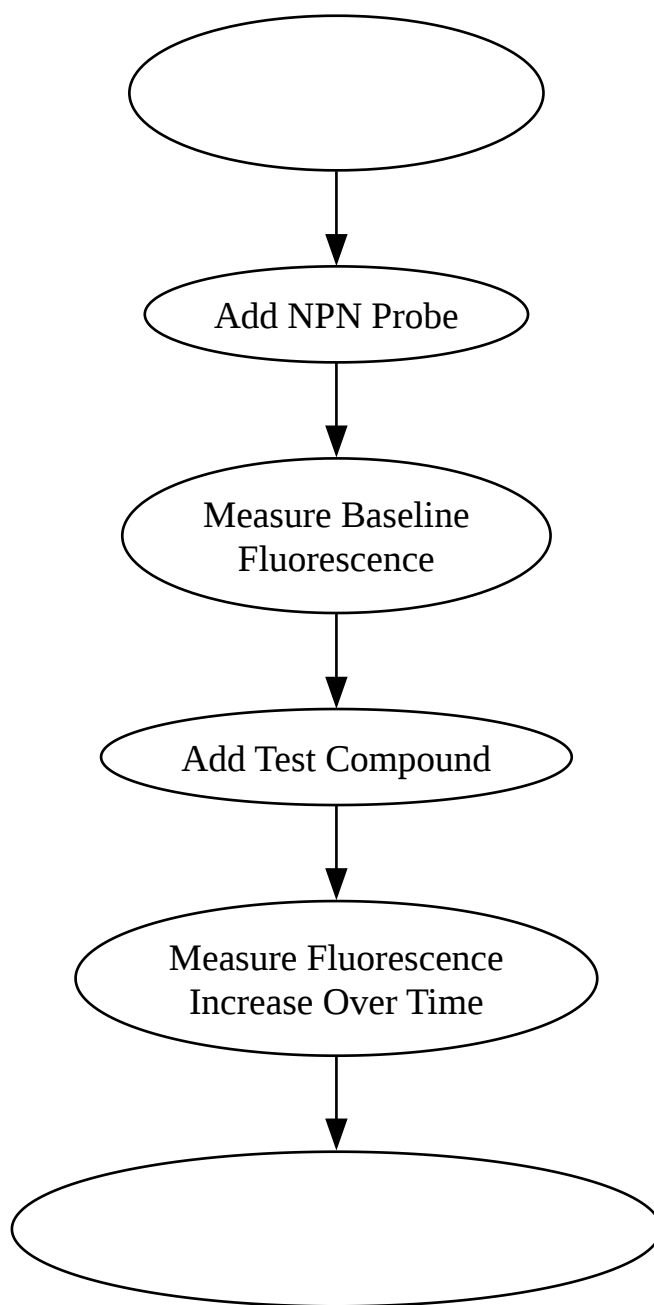 Add NPN Probe
Measure Baseline
Fluorescence
Add Test Compound
Measure Fluorescence
Increase Over Time